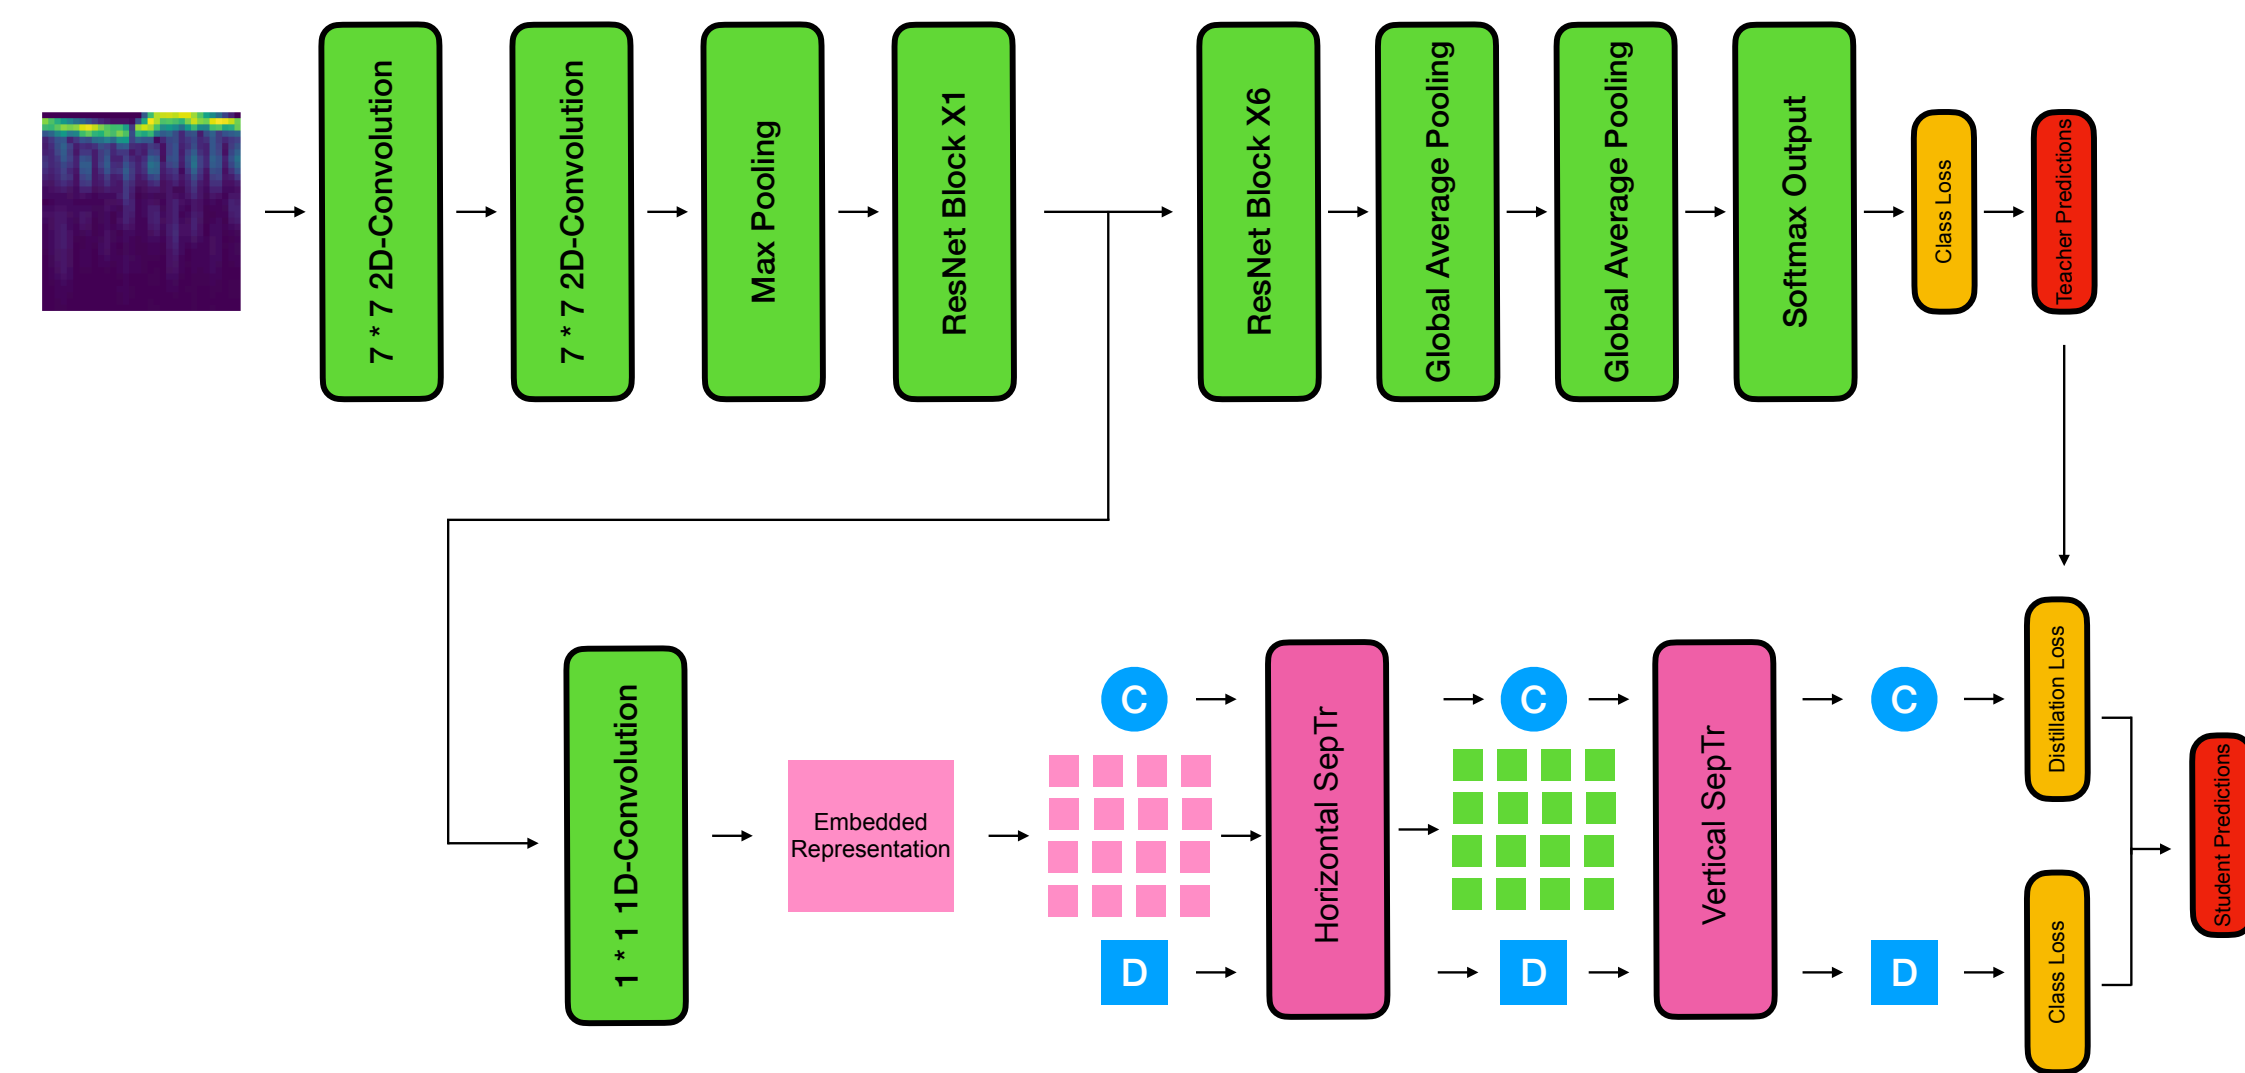 7 * 7 2D-Convolution
7 * 7 2D-Convolution
Max Pooling
ResNet Block X1
ResNet Block X6
Global Average Pooling
Global Average Pooling
Softmax Output
Class Loss
Teacher Predictions
1 * 1 1D-Convolution
Embedded
Representation
C
D
Horizontal SepTr
C
D
Vertical SepTr
C
D
Distillation Loss
Class Loss
Student Predictions